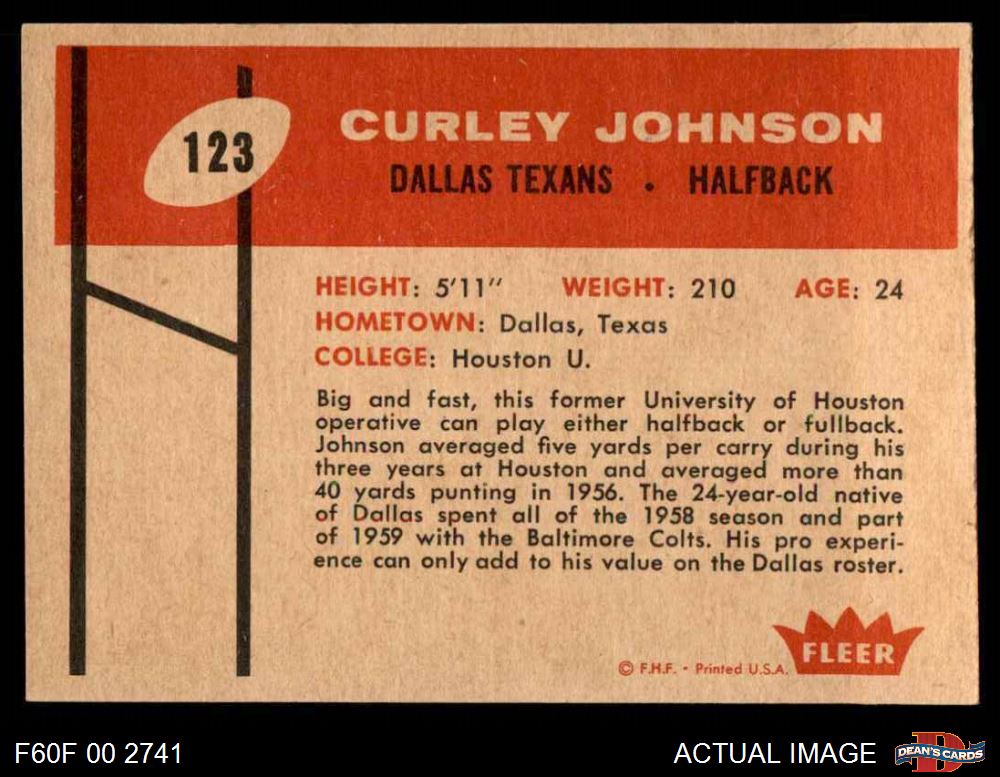 123
CURLEY JOHNSON
DALLAS TEXANS . HALFBACK
HEIGHT: 5'11" WEIGHT: 210 AGE: 24
HOMETOWN: Dallas, Texas
COLLEGE: Houston U.
Big and fast, this former University of Houston
operative can play either halfback or fullback.
Johnson averaged five yards per carry during his
three years at Houston and averaged more than
40 yards punting in 1956. The 24-year-old native
of Dallas spent all of the 1958 season and part
of 1959 with the Baltimore Colts. His pro experi-
ence can only add to his value on the Dallas roster.
FLEER
© F.H.F. • Printed U.S.A.
F60F 00 2741
ACTUAL IMAGE
D
DEAN'S CARDS